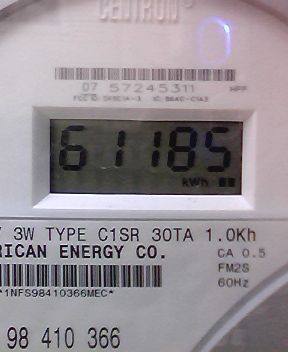 CENTRON
07 57245311
HPF
61185
kWh
3W TYPE C1SR 30TA 1.0Kh
RICAN ENERGY CO.
CA 0.5
FM2S
60Hz
*1NFS98410366MEC*
98 410 366